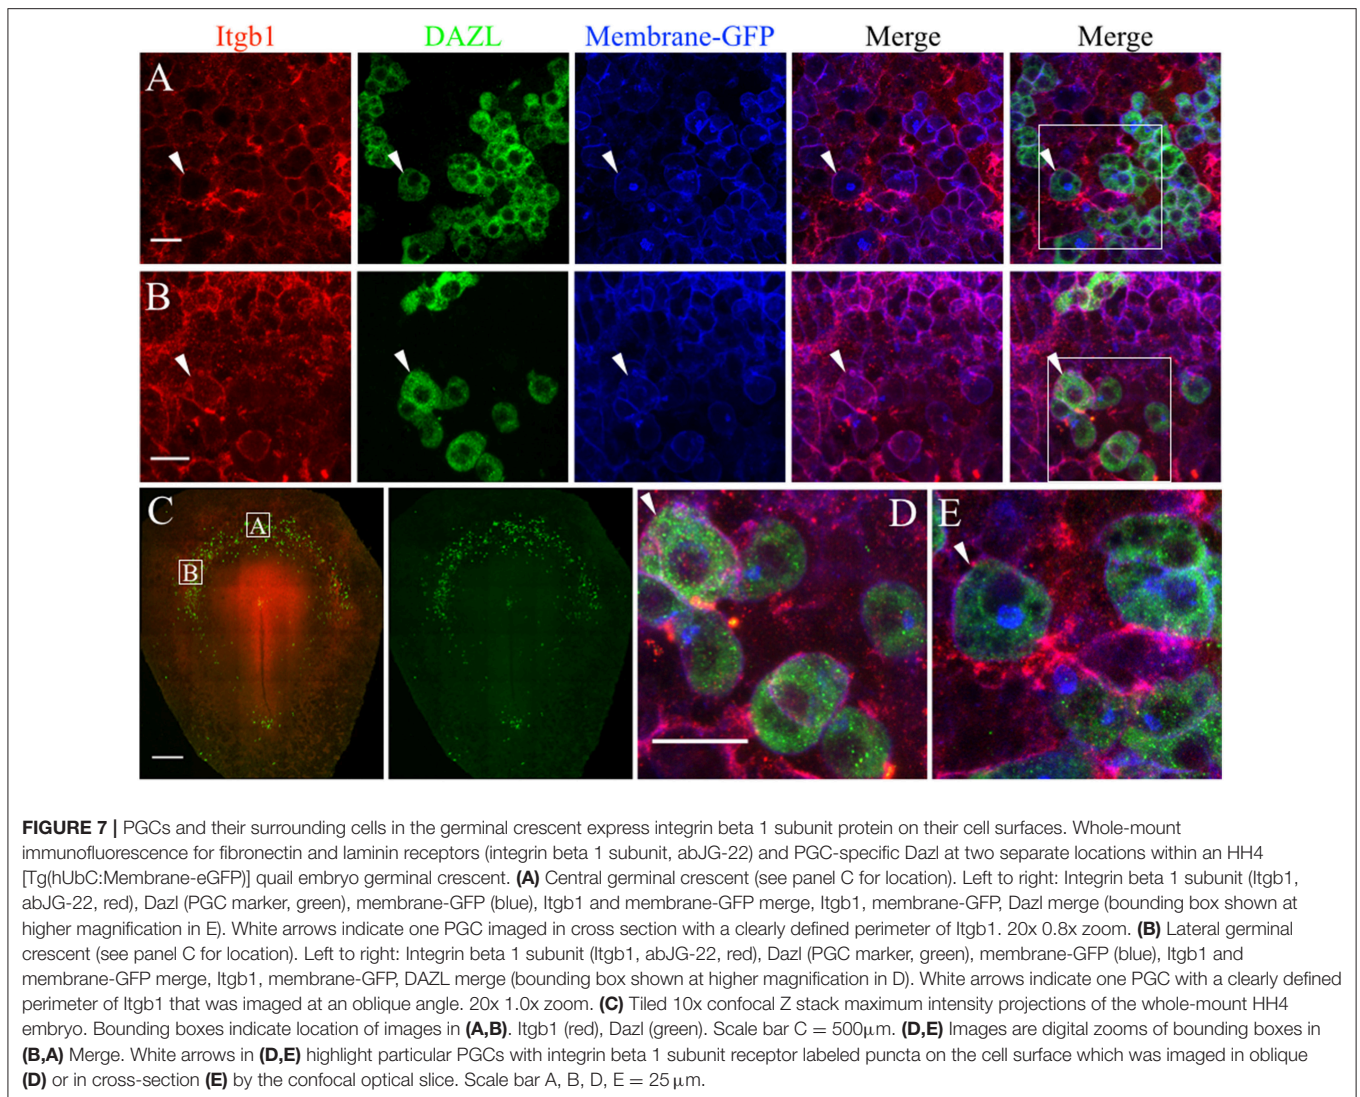 Itgb1 DAZL Membrane-GFP Merge Merge
A
B
C A B D E
FIGURE 7 | PGCs and their surrounding cells in the germinal crescent express integrin beta 1 subunit protein on their cell surfaces. Whole-mount
immunofluorescence for fibronectin and laminin receptors (integrin beta 1 subunit, abJG-22) and PGC-specific Dazl at two separate locations within an HH4
[Tg(hUbC:Membrane-eGFP)] quail embryo germinal crescent. (A) Central germinal crescent (see panel C for location). Left to right: Integrin beta 1 subunit (Itgb1,
abJG-22, red), Dazl (PGC marker, green), membrane-GFP (blue), Itgb1 and membrane-GFP merge, Itgb1, membrane-GFP, Dazl merge (bounding box shown at
higher magnification in E). White arrows indicate one PGC imaged in cross section with a clearly defined perimeter of Itgb1. 20x 0.8x zoom. (B) Lateral germinal
crescent (see panel C for location). Left to right: Integrin beta 1 subunit (Itgb1, abJG-22, red), Dazl (PGC marker, green), membrane-GFP (blue), Itgb1 and
membrane-GFP merge, Itgb1, membrane-GFP, DAZL merge (bounding box shown at higher magnification in D). White arrows indicate one PGC with a clearly defined
perimeter of Itgb1 that was imaged at an oblique angle. 20x 1.0x zoom. (C) Tiled 10x confocal Z stack maximum intensity projections of the whole-mount HH4
embryo. Bounding boxes indicate location of images in (A,B). Itgb1 (red), Dazl (green). Scale bar C = 500μm. (D,E) Images are digital zooms of bounding boxes in
(B,A) Merge. White arrows in (D,E) highlight particular PGCs with integrin beta 1 subunit receptor labeled puncta on the cell surface which was imaged in oblique
(D) or in cross-section (E) by the confocal optical slice. Scale bar A, B, D, E = 25 μm.